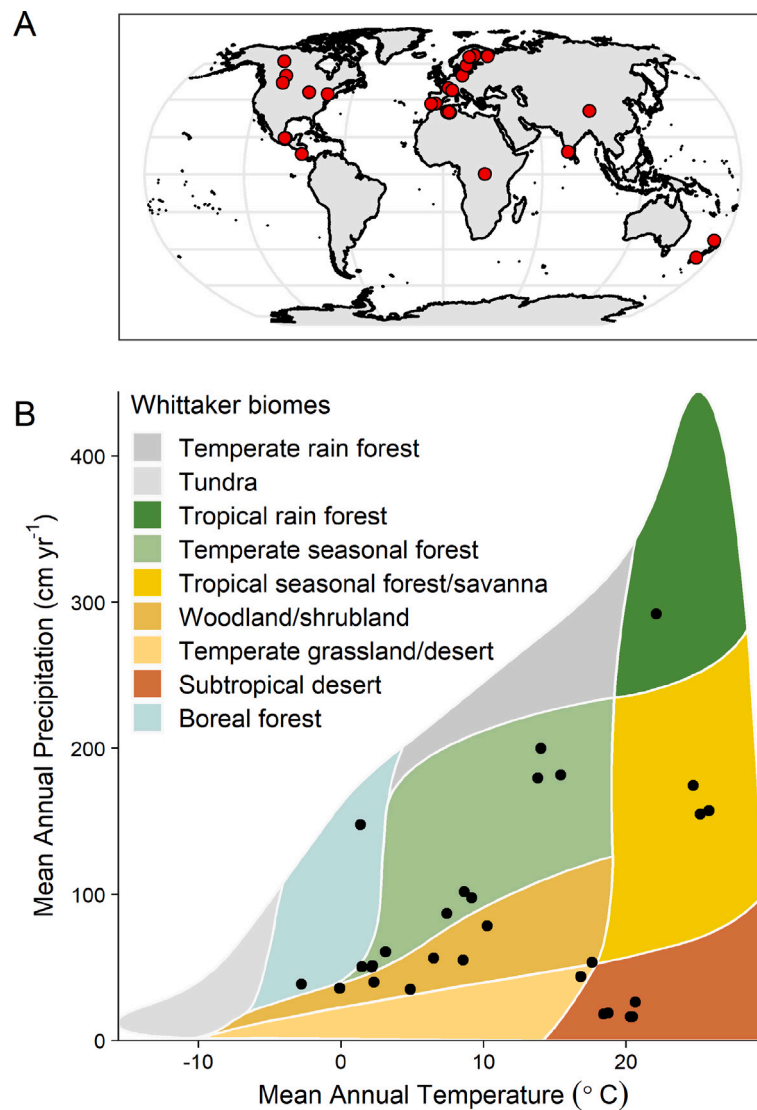 A
B
Whittaker biomes
Temperate rain forest
Tundra
Tropical rain forest
Temperate seasonal forest
Tropical seasonal forest/savanna
Woodland/shrubland
Temperate grassland/desert
Subtropical desert
Boreal forest
Mean Annual Precipitation (cm yr⁻¹)
400
300
200
100
0
-10
0
10
20
Mean Annual Temperature (° C)